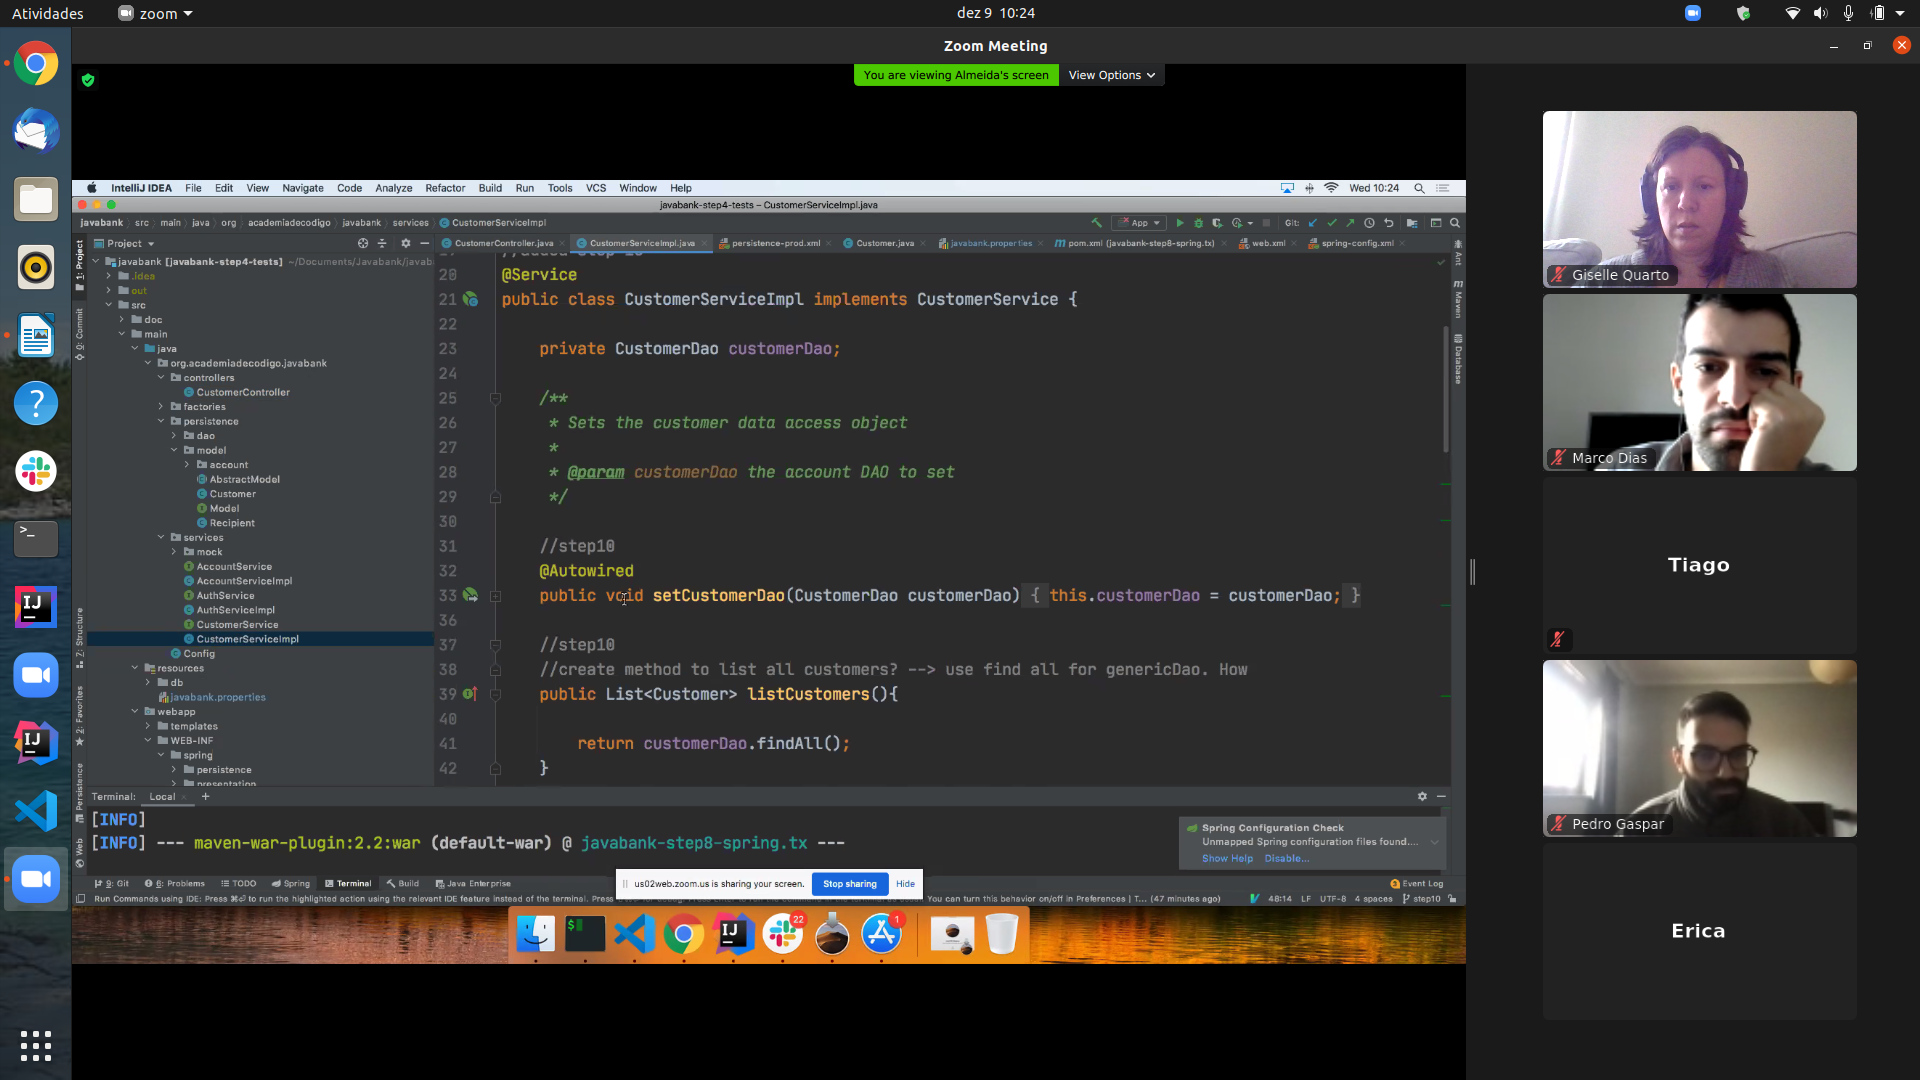 Atividades
zoom
dez 9 10:24
Zoom Meeting
You are viewing Almeida's screen
View Options
IntelliJ IDEA File Edit View Navigate Code Analyze Refactor Build Run Tools VCS Window Help
Wed 10:24
javabank-step4-tests – CustomerServiceImpl.java
javabank src main java org academiadecodigo javabank services CustomerServiceImpl
App
Git:
Project
CustomerController.java
CustomerServiceImpl.java
persistence-prod.xml
Customer.java
javabank.properties
pom.xml (javabank-step8-spring.tx)
web.xml
spring-config.xml
1: Project
0: Commit
7: Structure
2: Favorites
Persistence
Web
Ant
Maven
Database
javabank [javabank-step4-tests] ~/Documents/Javabank/javab
.idea
out
src
doc
main
java
org.academiadecodigo.javabank
controllers
CustomerController
factories
persistence
dao
model
account
AbstractModel
Customer
Model
Recipient
services
mock
AccountService
AccountServiceImpl
AuthService
AuthServiceImpl
CustomerService
CustomerServiceImpl
Config
resources
db
javabank.properties
webapp
templates
WEB-INF
spring
persistence
presentation
20 @Service
21 public class CustomerServiceImpl implements CustomerService {
22
23 private CustomerDao customerDao;
24
25 /**
26 * Sets the customer data access object
27 *
28 * @param customerDao the account DAO to set
29 */
30
31 //step10
32 @Autowired
33 public void setCustomerDao(CustomerDao customerDao) { this.customerDao = customerDao; }
36
37 //step10
38 //create method to list all customers? --> use find all for genericDao. How
39 public List<Customer> listCustomers(){
40
41 return customerDao.findAll();
42 }
Terminal: Local +
[INFO]
[INFO] --- maven-war-plugin:2.2:war (default-war) @ javabank-step8-spring.tx ---
Spring Configuration Check
Unmapped Spring configuration files found....
Show Help Disable...
9: Git
6: Problems
TODO
Spring
Terminal
Build
Java Enterprise
Event Log
us02web.zoom.us is sharing your screen.
Stop sharing
Hide
Run Commands using IDE: Press ⌘⏎ to run the highlighted action using the relevant IDE feature instead of the terminal. Press
You can turn this behavior on/off in Preferences | T... (47 minutes ago)
48:14 LF UTF-8 4 spaces step10
22
1
Giselle Quarto
Marco Dias
Tiago
Pedro Gaspar
Erica